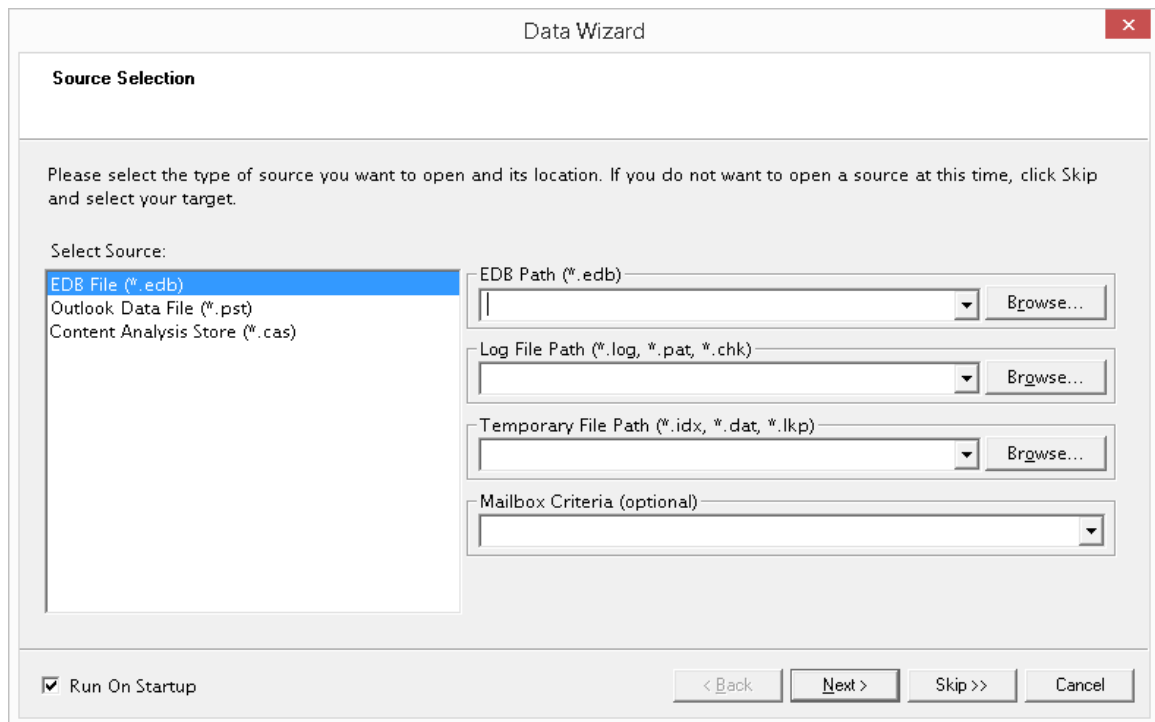 Data Wizard
Source Selection
Please select the type of source you want to open and its location. If you do not want to open a source at this time, click Skip
and select your target.
Select Source:
EDB File (*.edb)
Outlook Data File (*.pst)
Content Analysis Store (*.cas)
EDB Path (*.edb)
Browse...
Log File Path (*.log, *.pat, *.chk)
Browse...
Temporary File Path (*.idx, *.dat, *.lkp)
Browse...
Mailbox Criteria (optional)
Run On Startup
< Back
Next >
Skip >>
Cancel